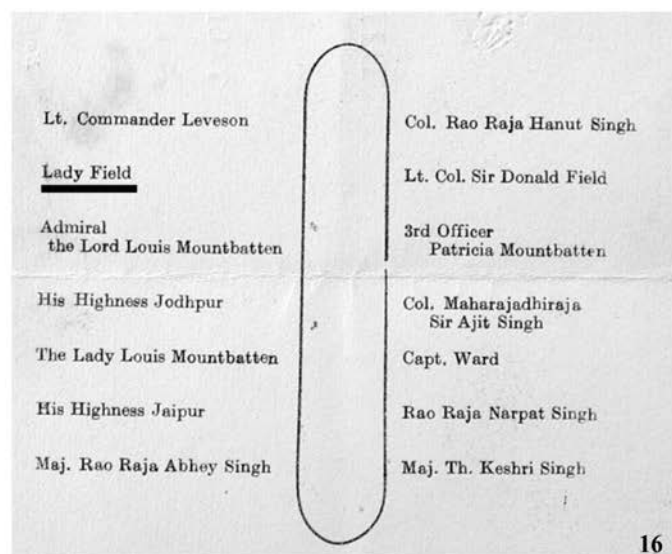 Lt. Commander Leveson
Lady Field
Admiral
the Lord Louis Mountbatten
His Highness Jodhpur
The Lady Louis Mountbatten
His Highness Jaipur
Maj. Rao Raja Abhey Singh
Col. Rao Raja Hanut Singh
Lt. Col. Sir Donald Field
3rd Officer
Patricia Mountbatten
Col. Maharajadhiraja
Sir Ajit Singh
Capt. Ward
Rao Raja Narpat Singh
Maj. Th. Keshri Singh
16